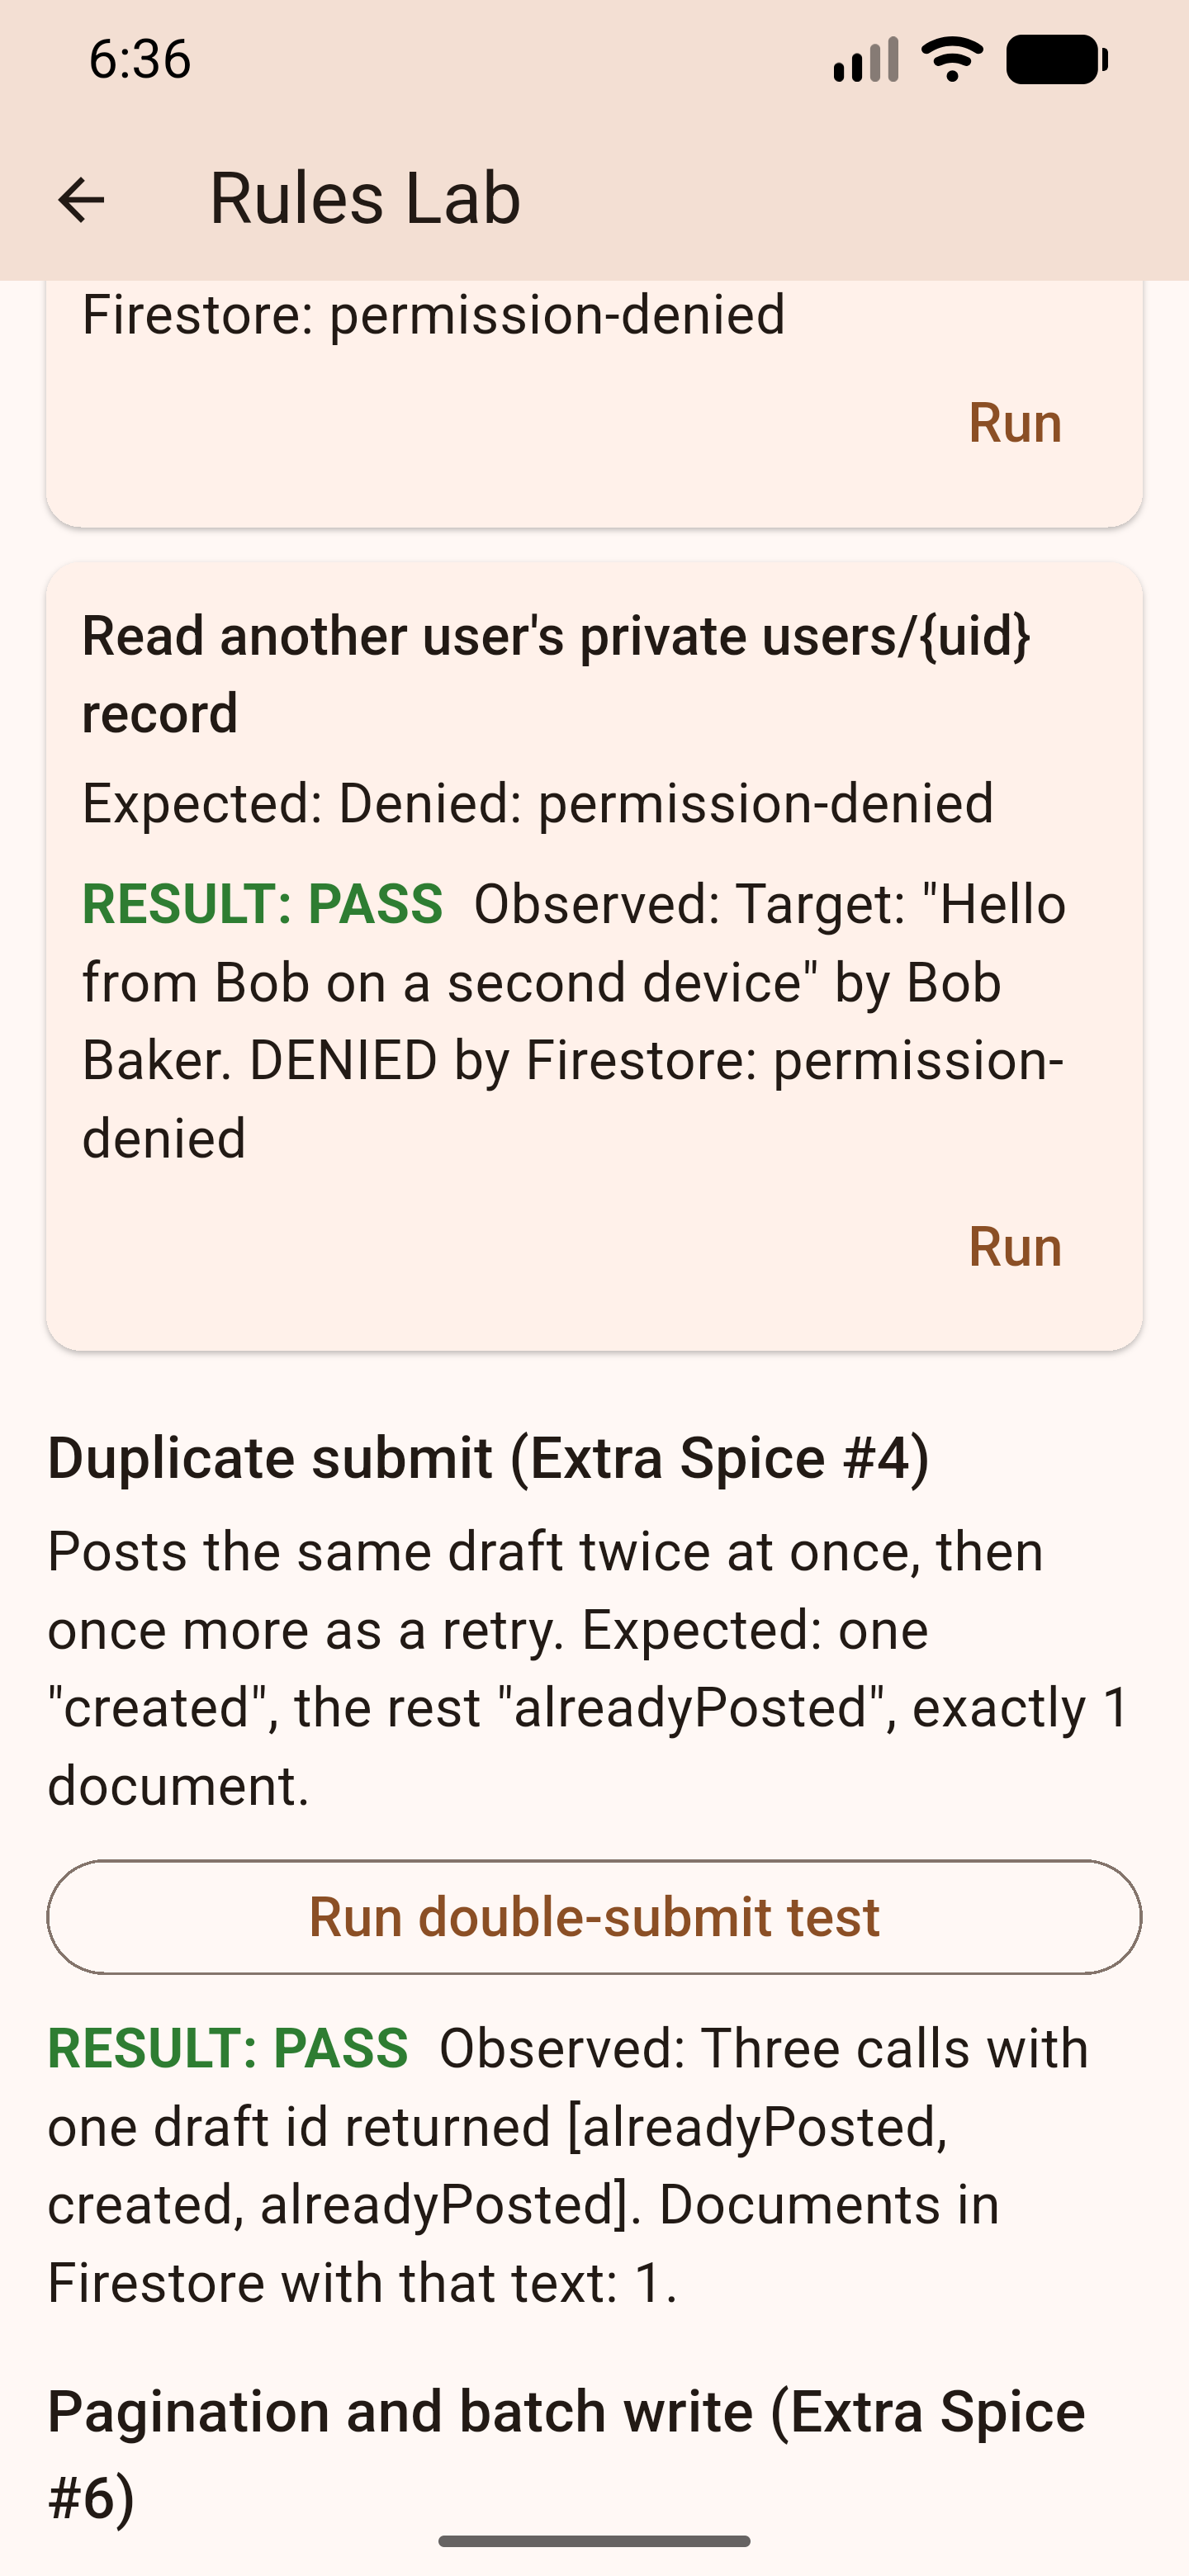 6:36
Rules Lab
Firestore: permission-denied
Run
Read another user's private users/{uid}
record
Expected: Denied: permission-denied
RESULT: PASS Observed: Target: "Hello
from Bob on a second device" by Bob
Baker. DENIED by Firestore: permission-
denied
Run
Duplicate submit (Extra Spice #4)
Posts the same draft twice at once, then
once more as a retry. Expected: one
"created", the rest "alreadyPosted", exactly 1
document.
Run double-submit test
RESULT: PASS Observed: Three calls with
one draft id returned [alreadyPosted,
created, alreadyPosted]. Documents in
Firestore with that text: 1.
Pagination and batch write (Extra Spice
#6)